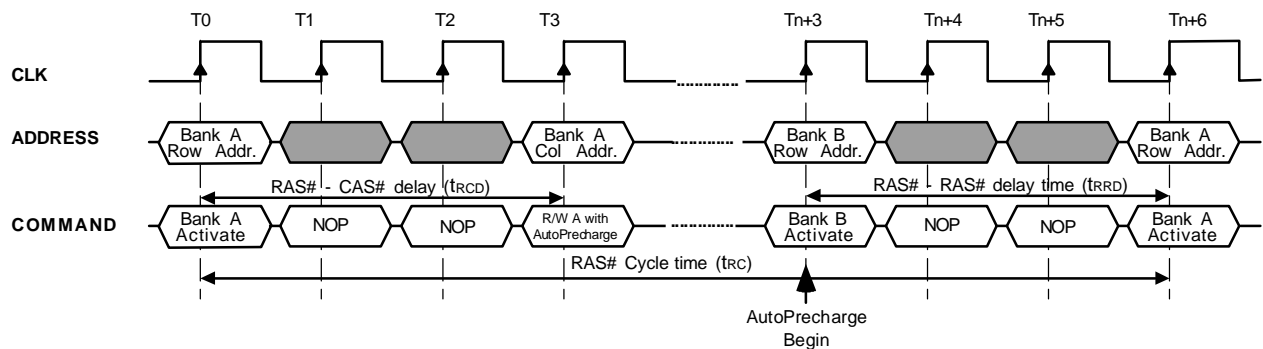 T0 T1 T2 T3 Tn+3 Tn+4 Tn+5 Tn+6
CLK
ADDRESS
Bank A
Row Addr.
Bank A
Col Addr.
Bank B
Row Addr.
Bank A
Row Addr.
RAS# - CAS# delay (tRCD)
RAS# - RAS# delay time (tRRD)
COMMAND
Bank A
Activate
NOP
NOP
R/W A with
AutoPrecharge
Bank B
Activate
NOP
NOP
Bank A
Activate
RAS# Cycle time (tRC)
AutoPrecharge
Begin